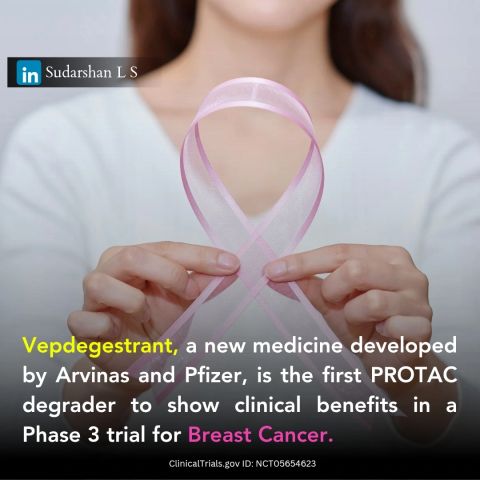 in Sudarshan L S
Vepdegestrant, a new medicine developed
by Arvinas and Pfizer, is the first PROTAC
degrader to show clinical benefits in a
Phase 3 trial for Breast Cancer.
ClinicalTrials.gov ID: NCT05654623